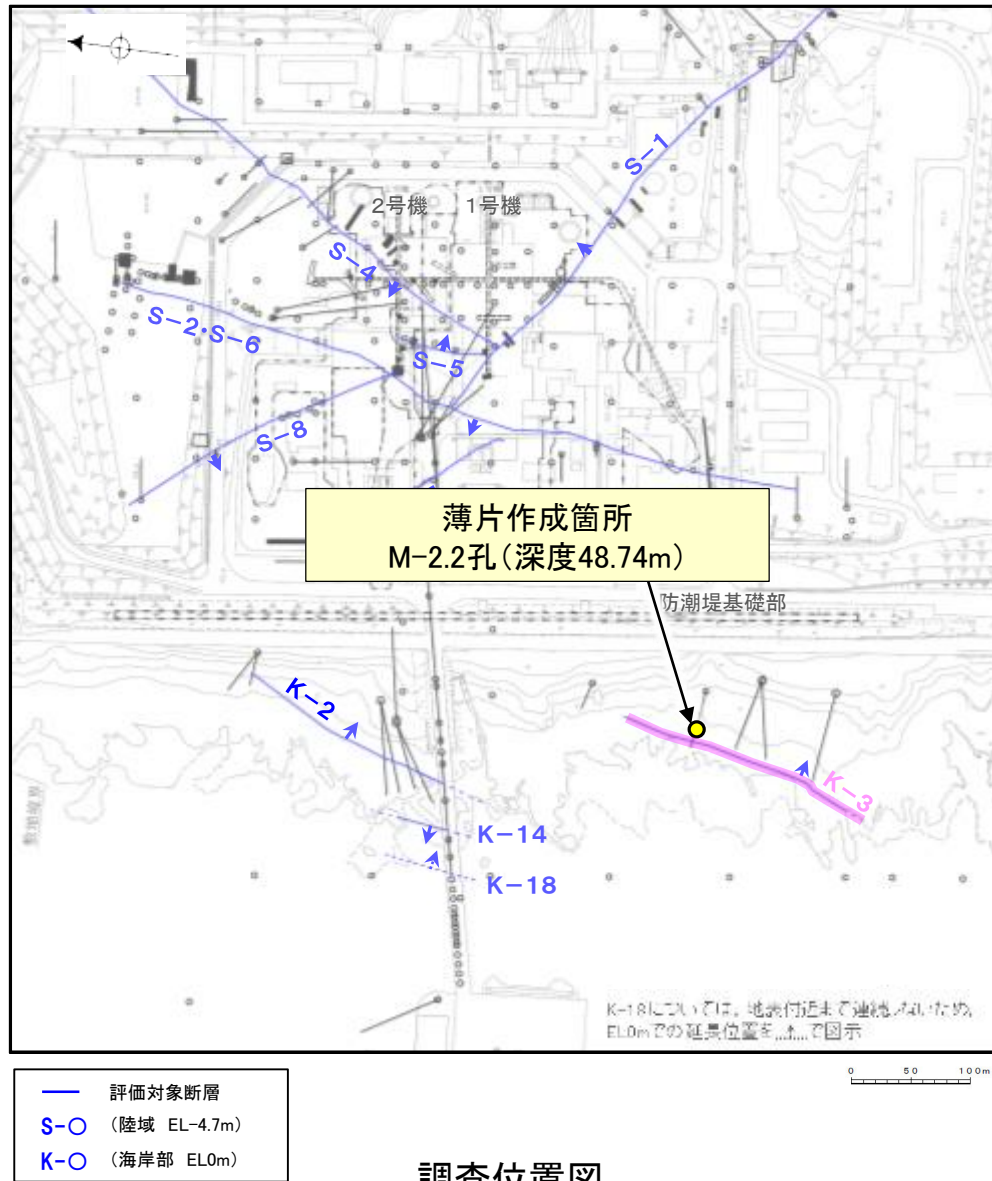 S-1
2号機
1号機
S-4
S-2・S-6
S-5
S-8
薄片作成箇所
M-2.2孔(深度48.74m)
防潮堤基礎部
K-2
K-3
K-14
K-18
K-18については、地表付近まで連続しないため、
EL0mでの延長位置を
で図示
0 50 100m
評価対象断層
S-○ (陸域 EL-4.7m)
K-○ (海岸部 EL0m)
調査位置図